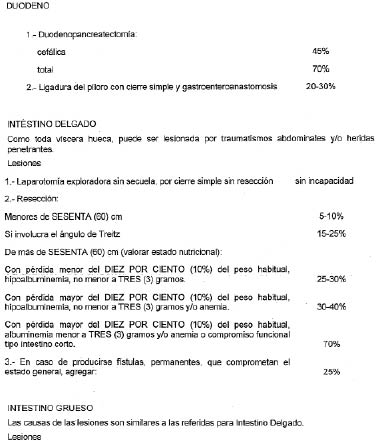 DUODENO
1.- Duodenopancreatectomía:
cefálica 45%
total 70%
2.- Ligadura del píloro con cierre simple y gastroenteroanastomosis 20-30%
INTESTINO DELGADO
Como toda víscera hueca, puede ser lesionada por traumatismos abdominales y/o heridas
penetrantes.
Lesiones
1.- Laparotomía exploradora sin secuela, por cierre simple sin resección sin incapacidad
2.- Resección:
Menores de SESENTA (60) cm 5-10%
Si involucra el ángulo de Treitz 15-25%
De más de SESENTA (60) cm (valorar estado nutricional):
Con pérdida menor del DIEZ POR CIENTO (10%) del peso habitual,
hipoalbuminemia, no menor a TRES (3) gramos. 25-30%
Con pérdida mayor del DIEZ POR CIENTO (10%) del peso habitual,
hipoalbuminemia menor a TRES (3) gramos y/o anemia. 30-40%
Con pérdida mayor del DIEZ POR CIENTO (10%) del peso habitual,
albuminemia menor a TRES (3) gramos y/o anemia o compromiso funcional
tipo intestino corto. 70%
3.- En caso de producirse fístulas, permanentes, que comprometan el
estado general, agregar: 25%
INTESTINO GRUESO
Las causas de las lesiones son similares a las referidas para Intestino Delgado.
Lesiones